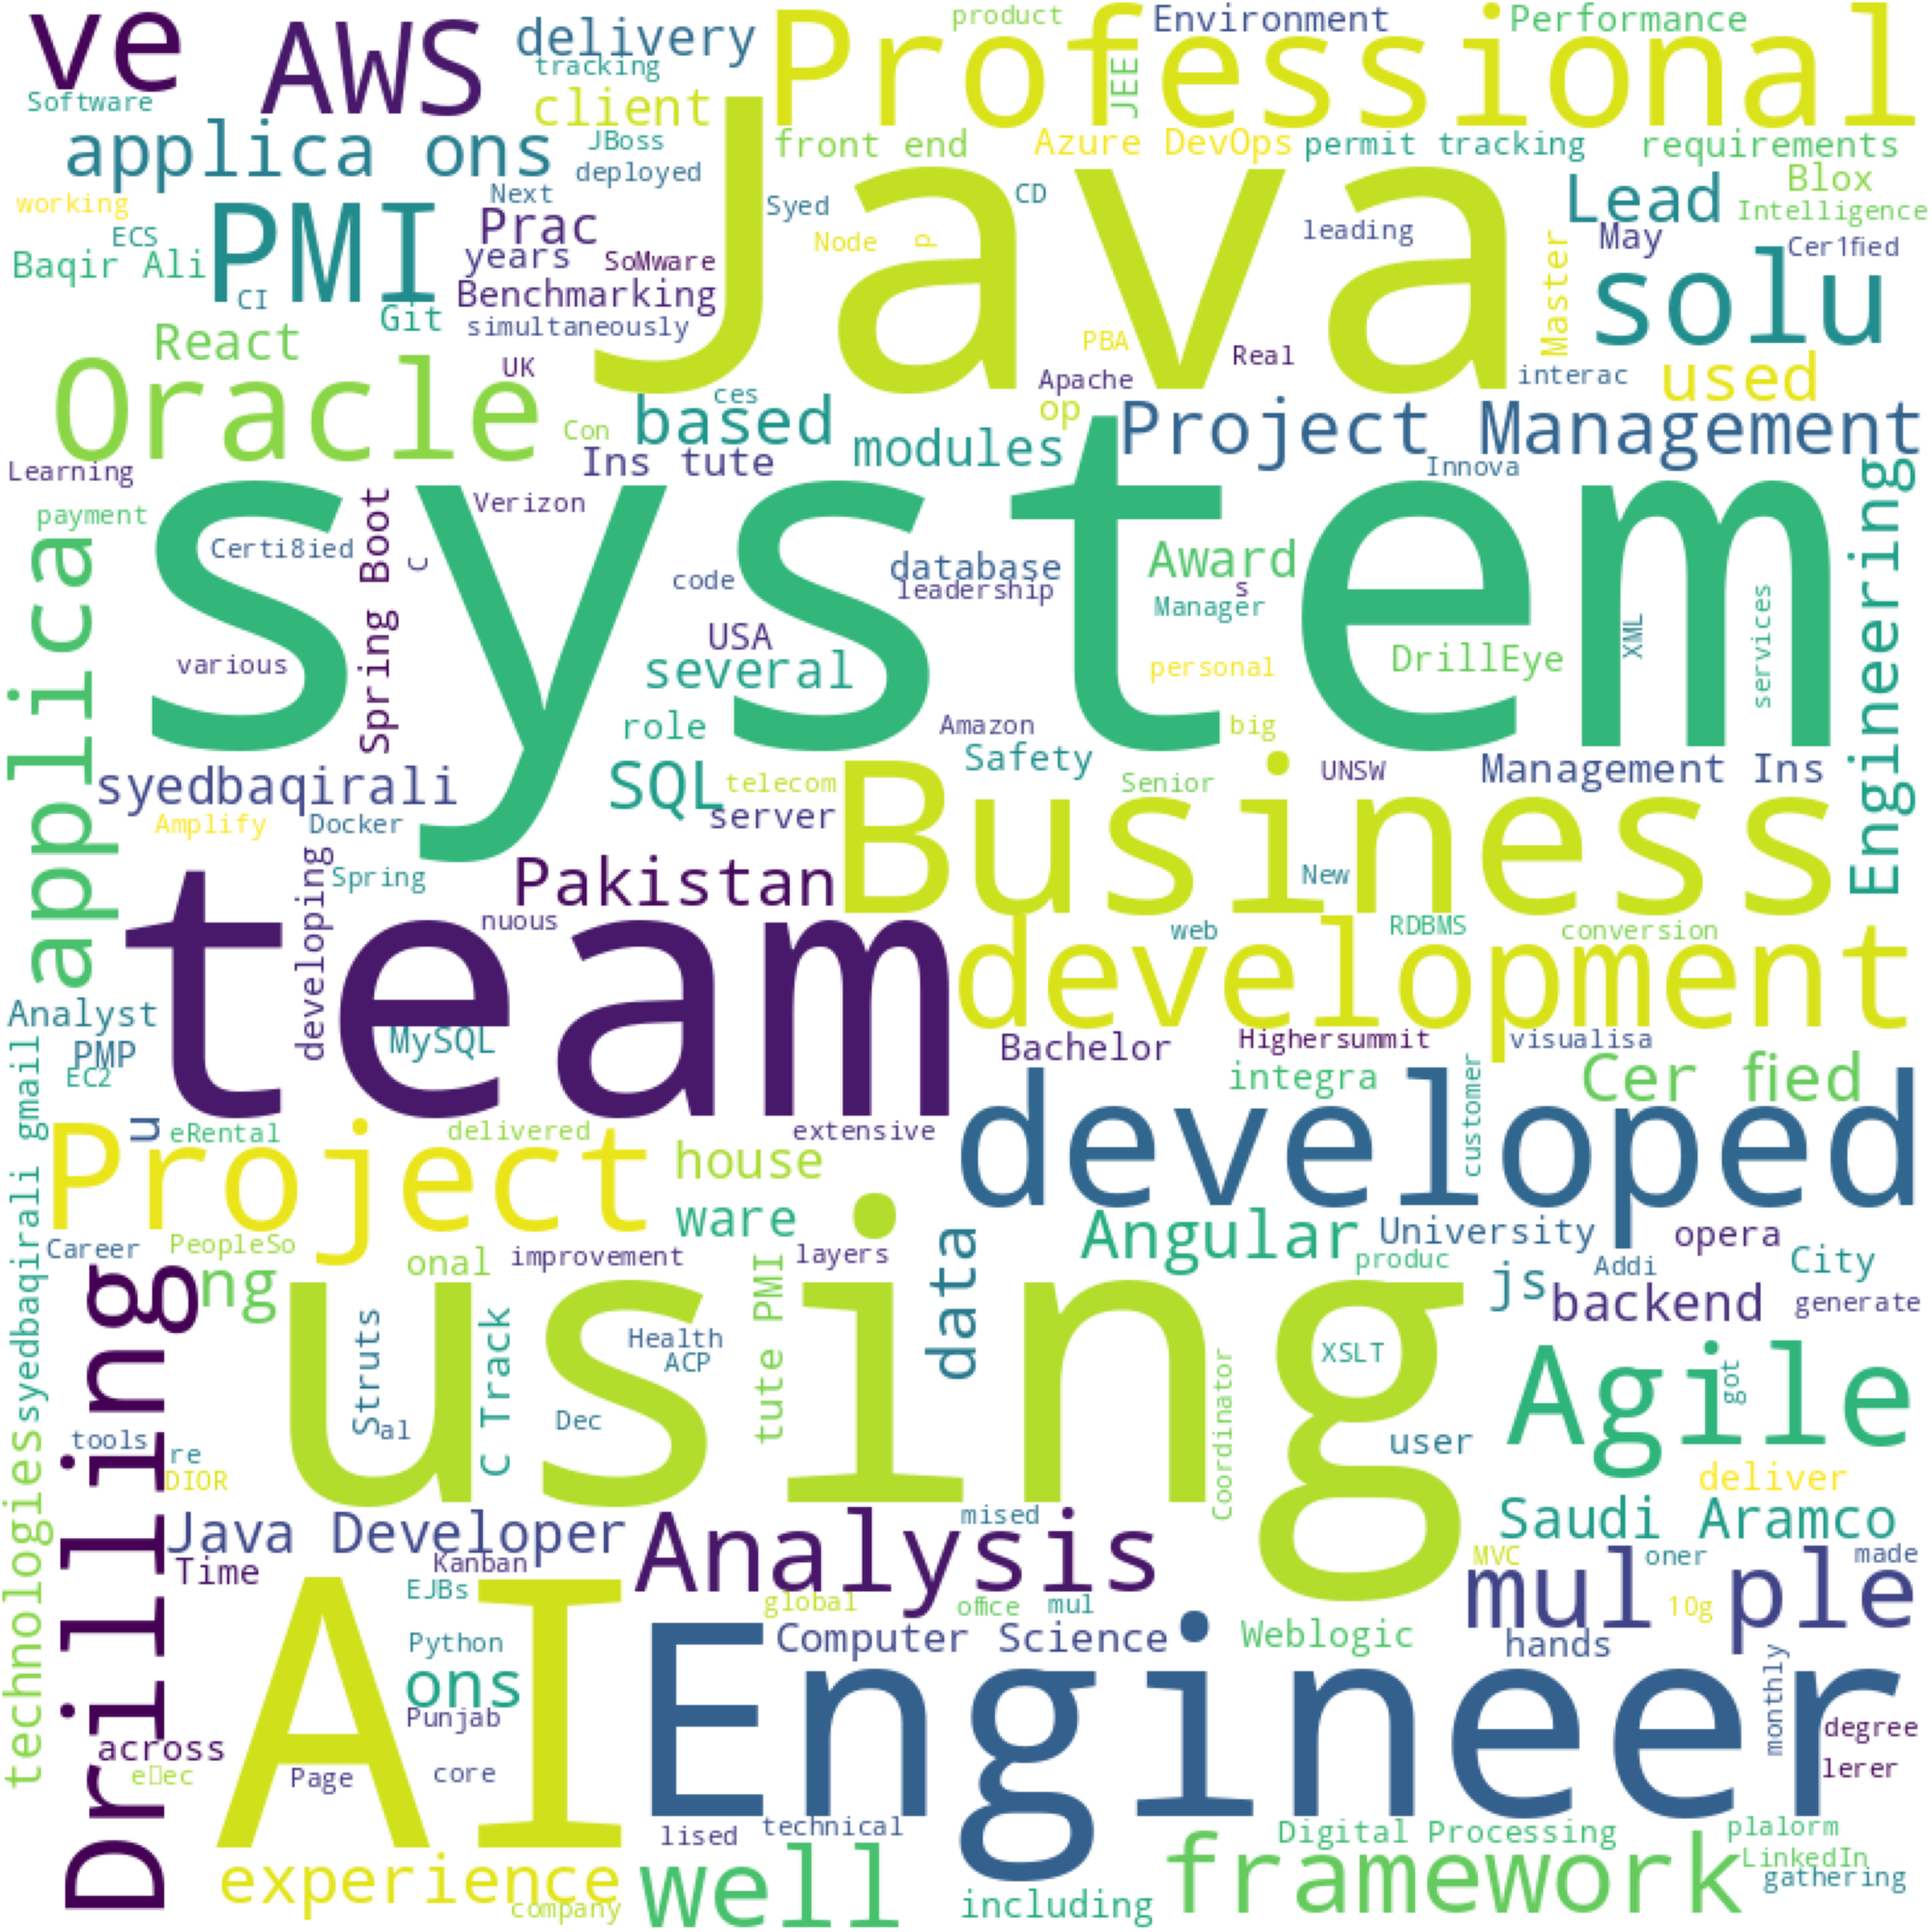 ve
AWS
delivery
tracking
product
Environment
Performance
Professional
JEE
Software
client
applica ons
JBoss
deployed
front end
Azure DevOps
permit tracking
requirements
Java
working
Next
Syed
CD
Lead
Blox
Intelligence
ECS
PMI
Prac
Node
P
leading
May
Cer1fied
Baqir Ali
CI
years
SoMware
Benchmarking
Git
simultaneously
Master
solu
React
UK
PBA
Real
Oracle
ces
Apache
interac
used
Con
based
op
Project Management
modules
Learning
Ins tute
Innova
payment
Spring Boot
Verizon
system
Engineering
Certi8ied
C
code
database
leadership
Award
s
Manager
applica
various
USA
several
personal
DrillEye
XML
services
role
Amazon
big
Safety
syedbaqirali
SQL
telecom
server
Senior
UNSW
Management Ins
Amplify
Docker
Business
developing
Spring
Pakistan
New
team
nuous
web
RDBMS
conversion
development
Analyst
PMP
EC2
MySQL
Bachelor
Highersummit
visualisa
integra
customer
Cer fied
syedbaqirali gmail
u
eRental
delivered
extensive
developed
Project
house
ware
Career
PeopleSo
onal
improvement
layers
data
Angular
University
opera
produc
js
Addi
City
ng
backend
generate
Drilling
using
Struts
al
C Track
Health
ACP
tute PMI
XSLT
Agile
got
Dec
Coordinator
user
tools
re
DIOR
deliver
technologies
Java Developer
Analysis
mised
Saudi Aramco
Time
Kanban
MVC
oner
made
AI
EJBs
global
office
mul
mul ple
10g
Python
Computer Science
Weblogic
hands
ons
Punjab
Engineer
monthly
degree
across
Page
core
lerer
lised
technical
Digital Processing
plalorm
LinkedIn
gathering
experience
company
well
including
framework